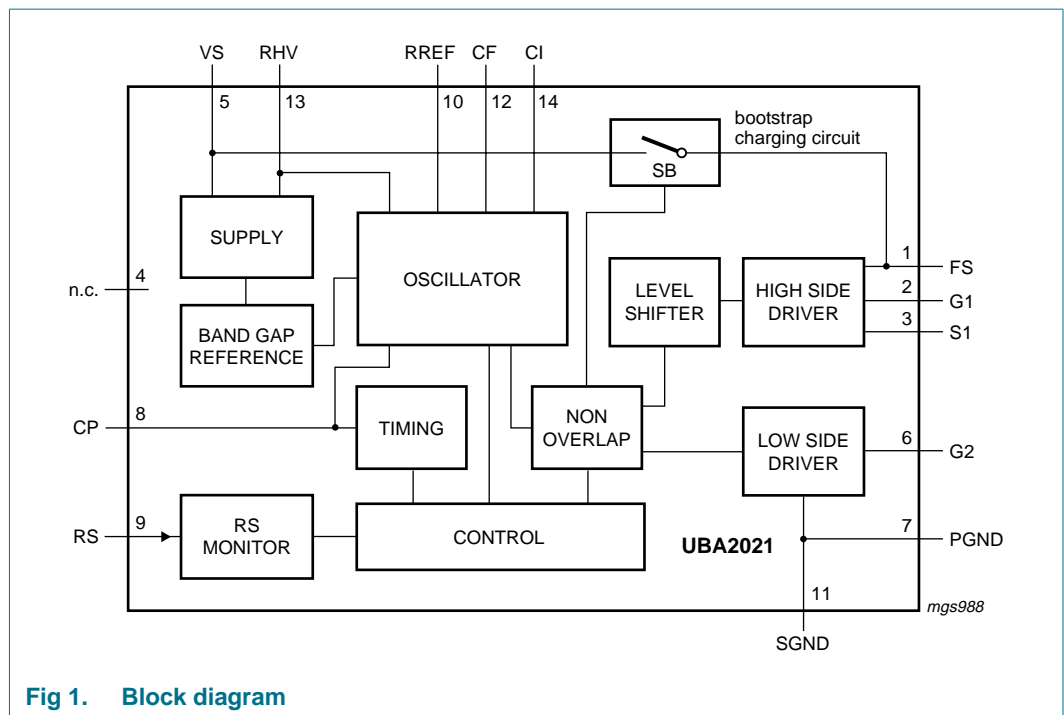 VS RHV RREF CF CI
5 13 10 12 14
bootstrap
charging circuit
SB
SUPPLY
OSCILLATOR
1
FS
4
n.c.
LEVEL
SHIFTER
HIGH SIDE
DRIVER
2
G1
3
S1
BAND GAP
REFERENCE
8
CP
TIMING
NON
OVERLAP
LOW SIDE
DRIVER
6
G2
9
RS
RS
MONITOR
CONTROL
UBA2021
7
PGND
11
mgs988
SGND
Fig 1. Block diagram